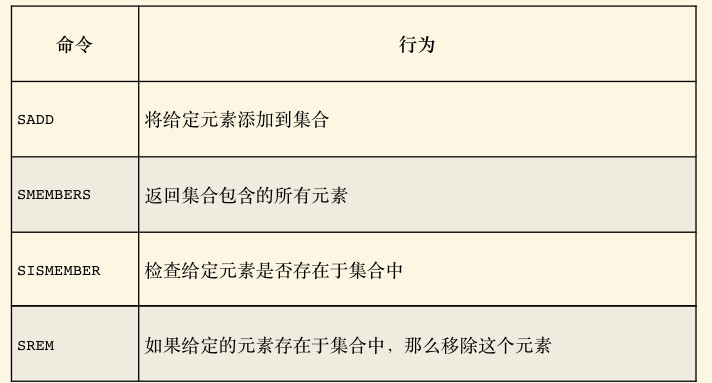 命令 行为
SADD 将给定元素添加到集合
SMEMBERS 返回集合包含的所有元素
SISMEMBER 检查给定元素是否存在于集合中
SREM 如果给定的元素存在于集合中，那么移除这个元素